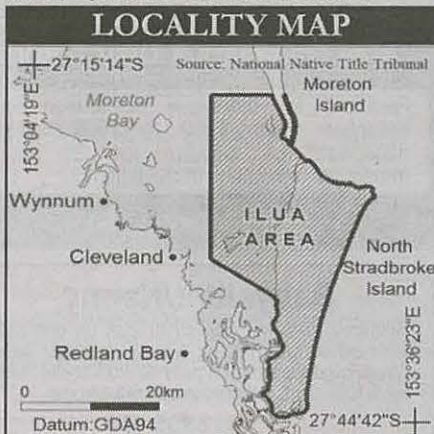 LOCALITY MAP
27°15'14"S
Source: National Native Title Tribunal
153°04'19"E
Moreton
Bay
Moreton
Island
Wynnum
ILUA
AREA
Cleveland
North
Stradbroke
Island
Redland Bay
153°36'23"E
0 20km
Datum:GDA94
27°44'42"S